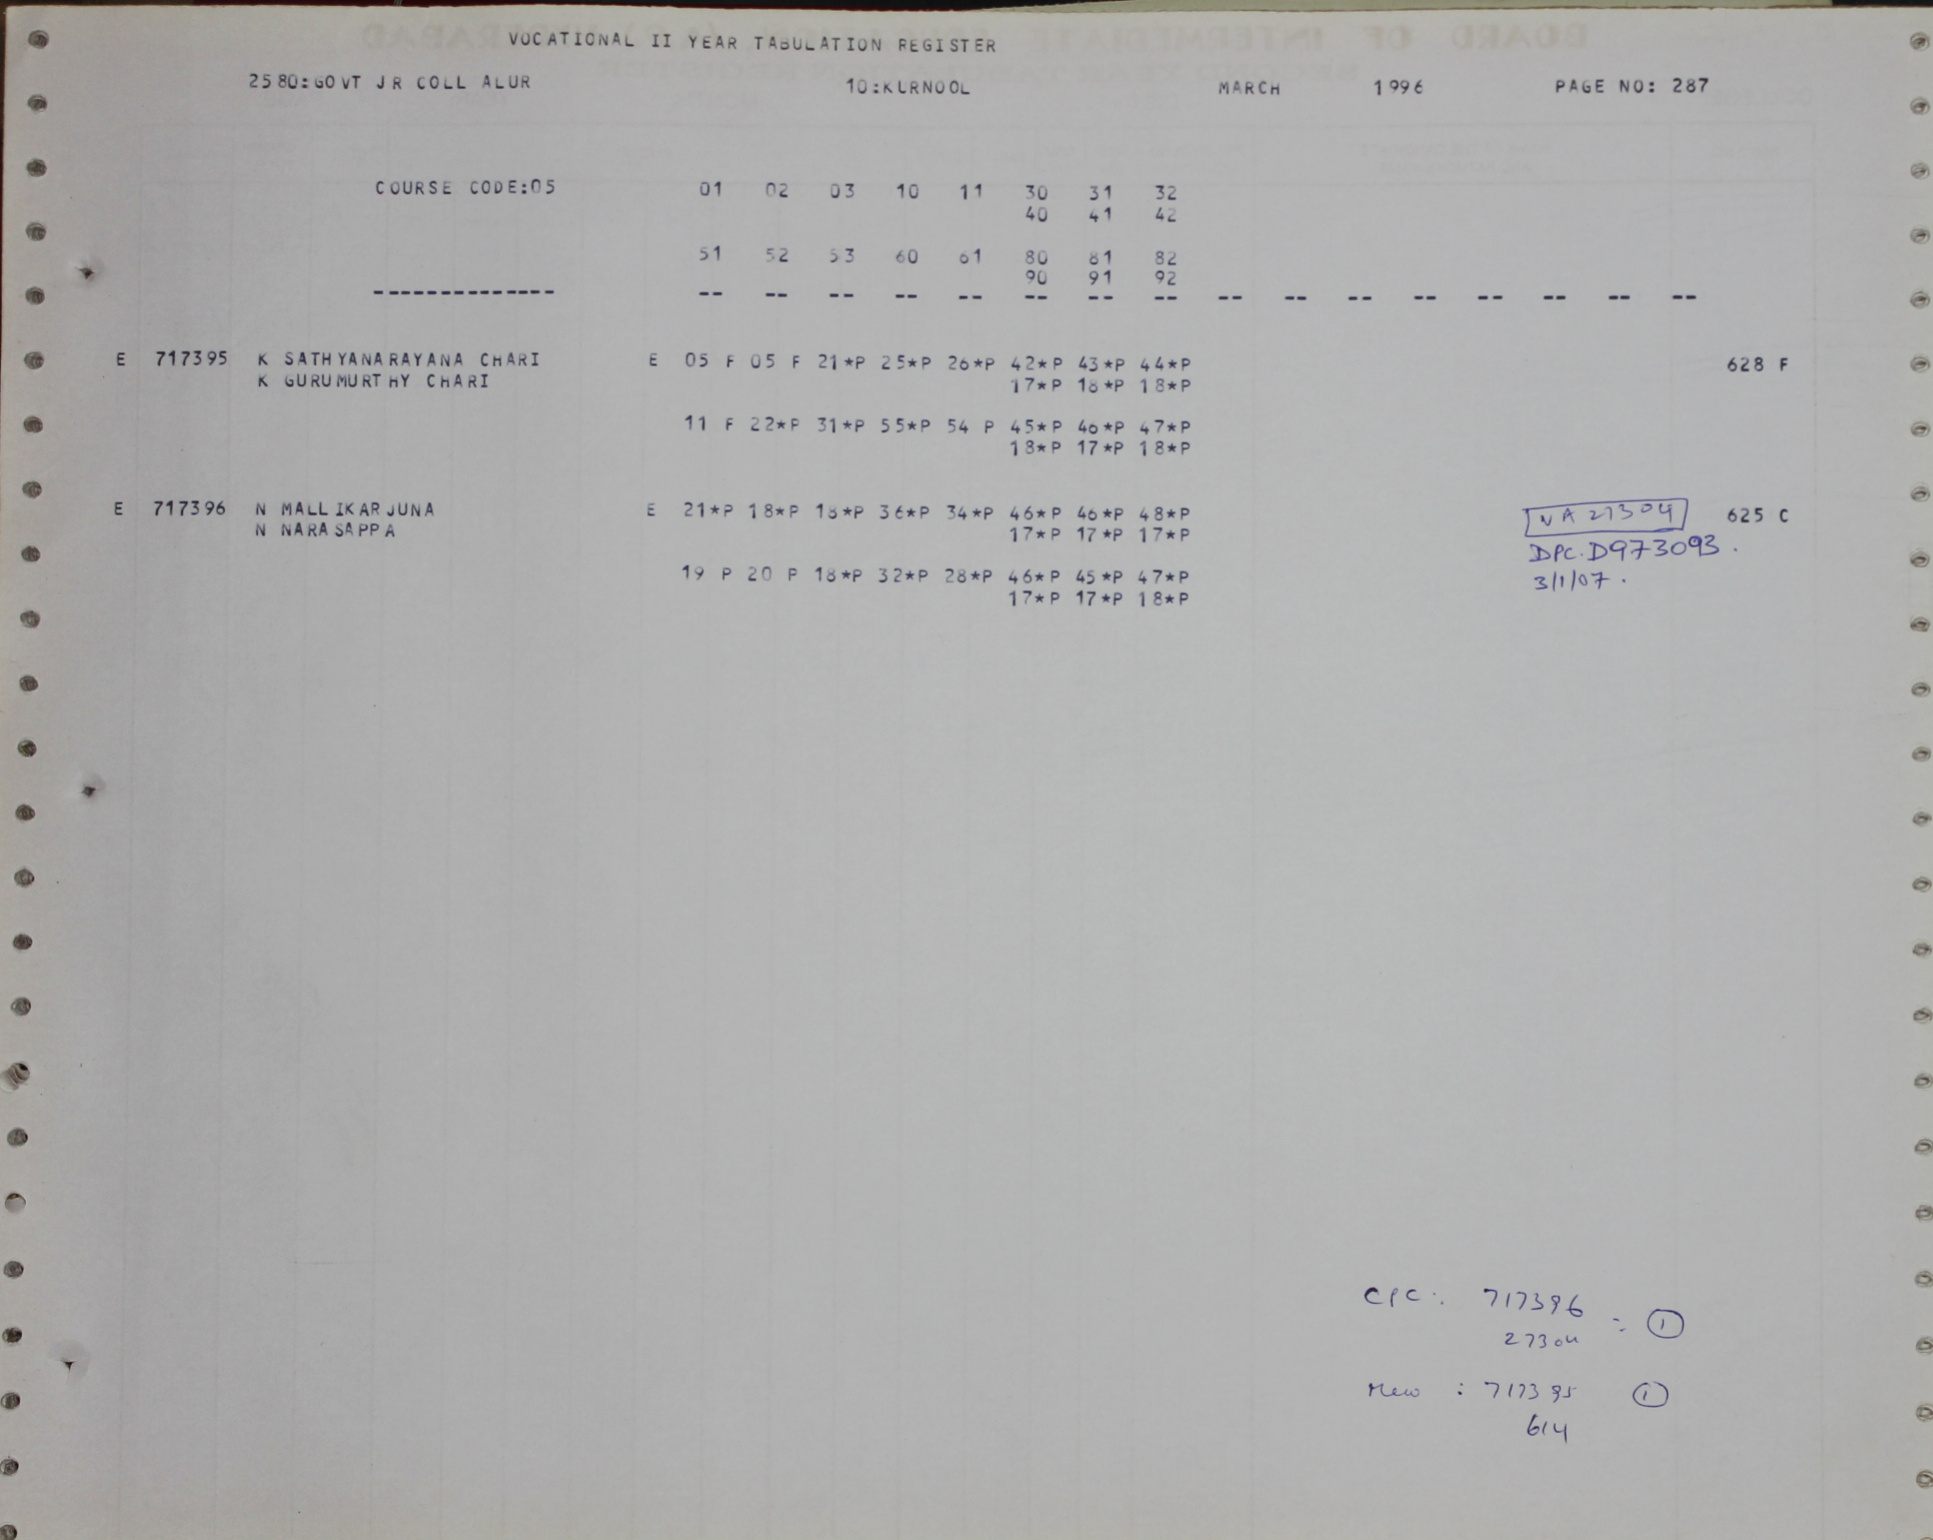 VOCATIONAL II YEAR TABULATION REGISTER
2580:GOVT JR COLL ALUR 10:KURNOOL MARCH 1996 PAGE NO: 287
COURSE CODE:05 01 02 03 10 11 30 31 32
40 41 42
51 52 53 60 61 80 81 82
90 91 92
-------------- -- -- -- -- -- -- -- -- -- -- -- -- -- -- -- --
E 717395 K SATHYANARAYANA CHARI E 05 F 05 F 21*P 25*P 26*P 42*P 43*P 44*P 628 F
K GURUMURTHY CHARI 17*P 18*P 18*P
11 F 22*P 31*P 55*P 54 P 45*P 46*P 47*P
18*P 17*P 18*P
E 717396 N MALLIKARJUNA E 21*P 18*P 18*P 36*P 34*P 46*P 46*P 48*P VA 27304 625 C
N NARASAPPA 17*P 17*P 17*P DPC.D973093.
19 P 20 P 18*P 32*P 28*P 46*P 45*P 47*P 3/1/07.
17*P 17*P 18*P
CPC: 717396 = 1
27304
Mew : 717395 1
614